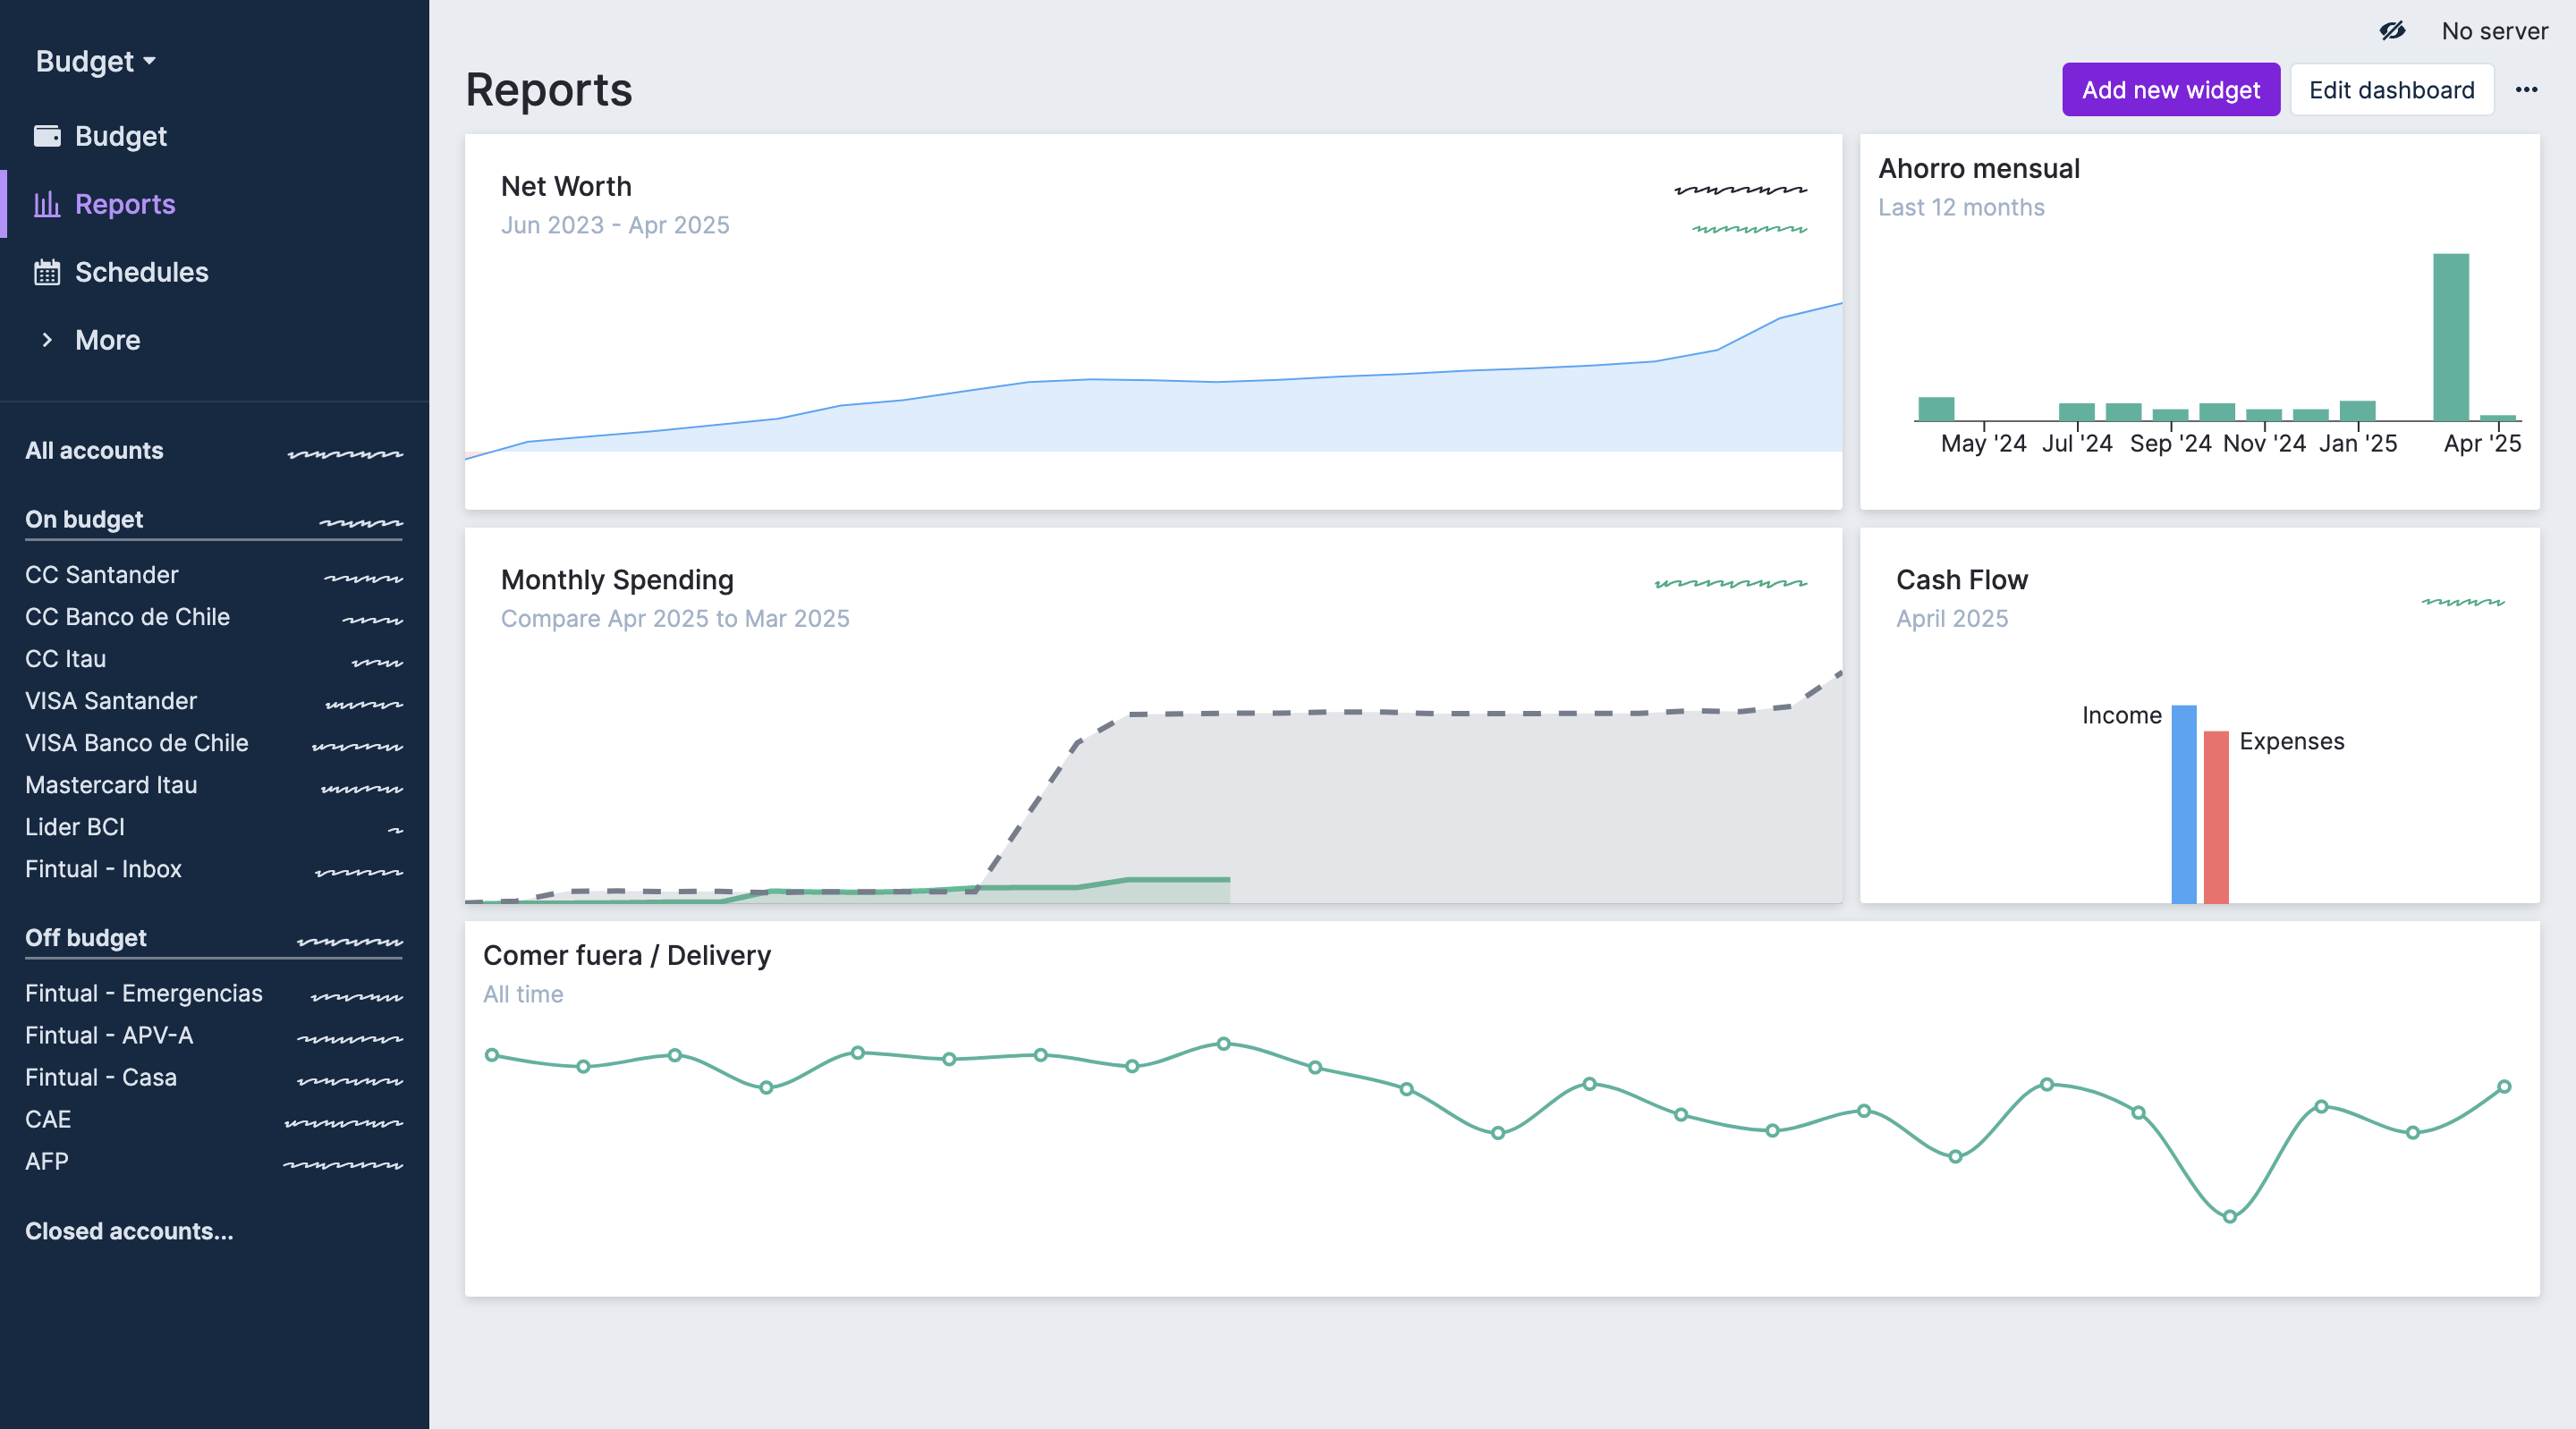 Budget
Budget
Reports
Schedules
More
All accounts
On budget
CC Santander
CC Banco de Chile
CC Itau
VISA Santander
VISA Banco de Chile
Mastercard Itau
Lider BCI
Fintual - Inbox
Off budget
Fintual - Emergencias
Fintual - APV-A
Fintual - Casa
CAE
AFP
Closed accounts...
No server
Reports
Add new widget
Edit dashboard
Net Worth
Jun 2023 - Apr 2025
Ahorro mensual
Last 12 months
May '24 Jul '24 Sep '24 Nov '24 Jan '25 Apr '25
Monthly Spending
Compare Apr 2025 to Mar 2025
Cash Flow
April 2025
Income
Expenses
Comer fuera / Delivery
All time